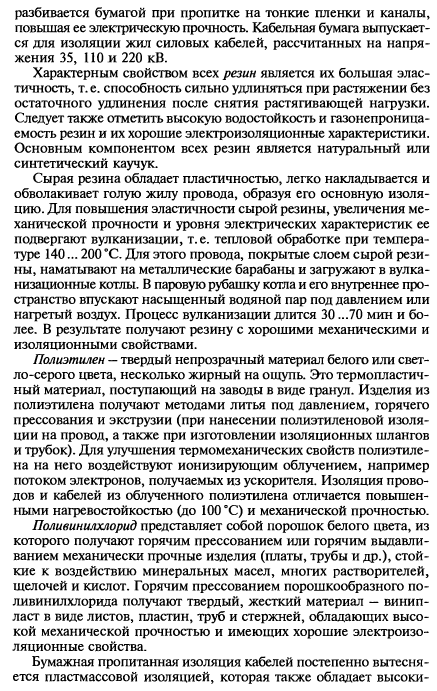 разбивается бумагой при пропитке на тонкие пленки и каналы,
повышая ее электрическую прочность. Кабельная бумага выпускает-
ся для изоляции жил силовых кабелей, рассчитанных на напря-
жения 35, 110 и 220 кВ.
Характерным свойством всех резин является их большая элас-
тичность, т. е. способность сильно удлиняться при растяжении без
остаточного удлинения после снятия растягивающей нагрузки.
Следует также отметить высокую водостойкость и газонепроница-
емость резин и их хорошие электроизоляционные характеристики.
Основным компонентом всех резин является натуральный или
синтетический каучук.
Сырая резина обладает пластичностью, легко накладывается и
обволакивает голую жилу провода, образуя его основную изоля-
цию. Для повышения эластичности сырой резины, увеличения ме-
ханической прочности и уровня электрических характеристик ее
подвергают вулканизации, т. е. тепловой обработке при темпера-
туре 140 ... 200 °С. Для этого провода, покрытые слоем сырой рези-
ны, наматывают на металлические барабаны и загружают в вулка-
низационные котлы. В паровую рубашку котла и его внутреннее про-
странство впускают насыщенный водяной пар под давлением или
нагретый воздух. Процесс вулканизации длится 30 ... 70 мин и бо-
лее. В результате получают резину с хорошими механическими и
изоляционными свойствами.
Полиэтилен – твердый непрозрачный материал белого или свет-
ло-серого цвета, несколько жирный на ощупь. Это термопластич-
ный материал, поступающий на заводы в виде гранул. Изделия из
полиэтилена получают методами литья под давлением, горячего
прессования и экструзии (при нанесении полиэтиленовой изоля-
ции на провод, а также при изготовлении изоляционных шлангов
и трубок). Для улучшения термомеханических свойств полиэтиле-
на на него воздействуют ионизирующим облучением, например
потоком электронов, получаемых из ускорителя. Изоляция прово-
дов и кабелей из облученного полиэтилена отличается повышен-
ными нагревостойкостью (до 100 °С) и механической прочностью.
Поливинилхлорид представляет собой порошок белого цвета, из
которого получают горячим прессованием или горячим выдавли-
ванием механически прочные изделия (платы, трубы и др.), стой-
кие к воздействию минеральных масел, многих растворителей,
щелочей и кислот. Горячим прессованием порошкообразного по-
ливинилхлорида получают твердый, жесткий материал – винип-
ласт в виде листов, пластин, труб и стержней, обладающих высо-
кой механической прочностью и имеющих хорошие электроизо-
ляционные свойства.
Бумажная пропитанная изоляция кабелей постепенно вытесня-
ется пластмассовой изоляцией, которая также обладает высоки-